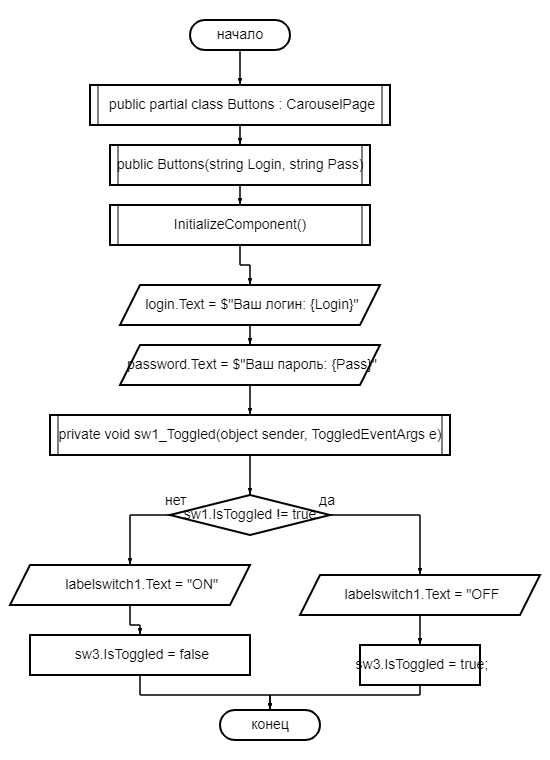 начало
public partial class Buttons : CarouselPage
public Buttons(string Login, string Pass)
InitializeComponent()
login.Text = $"Ваш логин: {Login}"
password.Text = $"Ваш пароль: {Pass}"
private void sw1_Toggled(object sender, ToggledEventArgs e)
нет
да
sw1.IsToggled != true
labelswitch1.Text = "ON"
labelswitch1.Text = "OFF
sw3.IsToggled = false
sw3.IsToggled = true;
конец